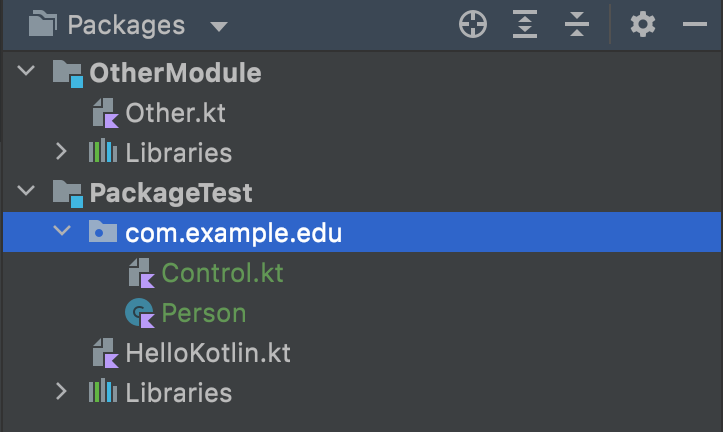 Packages
OtherModule
Other.kt
Libraries
PackageTest
com.example.edu
Control.kt
Person
HelloKotlin.kt
Libraries